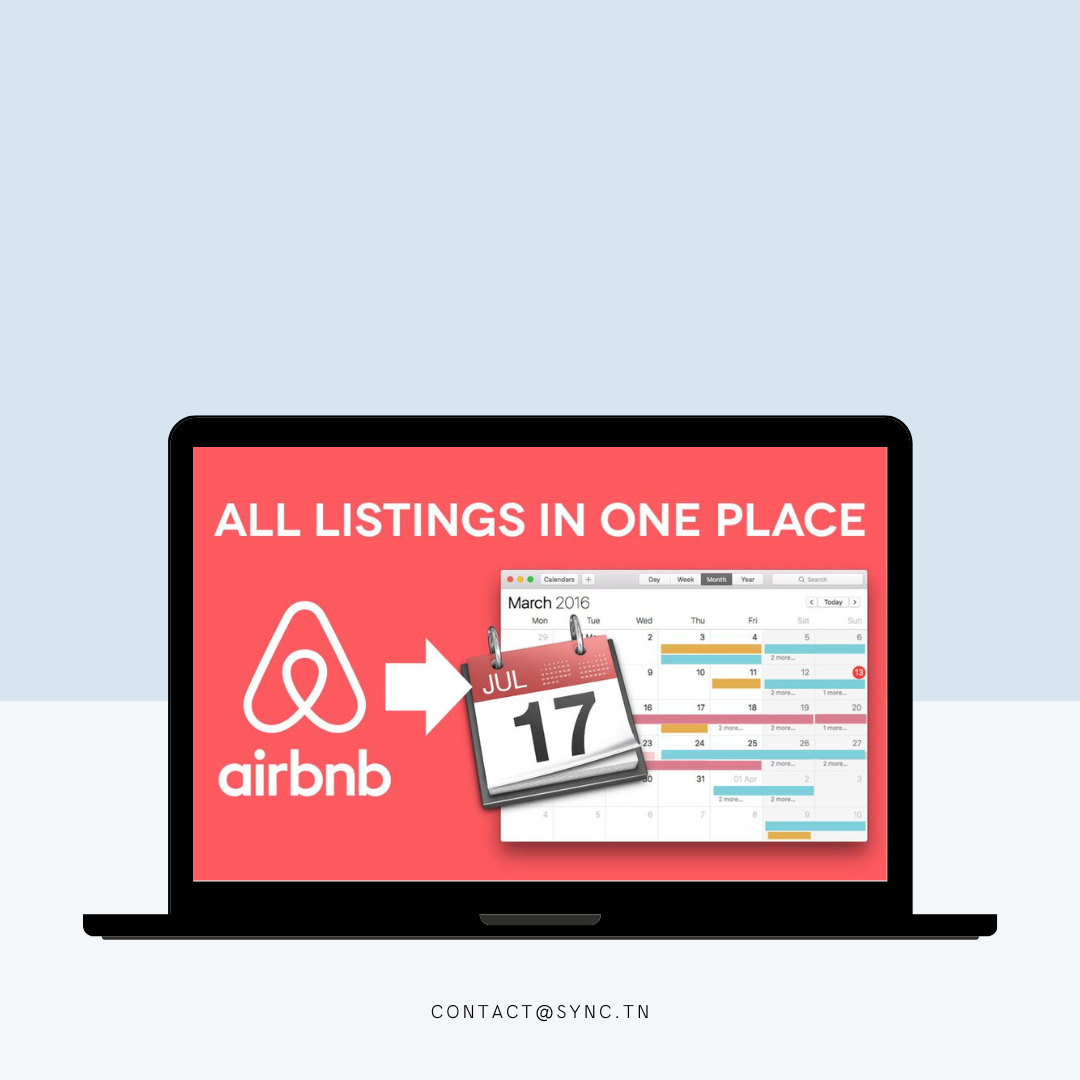 ALL LISTINGS IN ONE PLACE
airbnb
JUL
17
Calendars + Day Week Month Year Search
March 2016
< Today >
Mon Tue Wed Thu Fri Sat Sun
29 2 3 4 5 6
2 more...
9 10 11 12 13
2 more... 1 more...
16 17 18 19 20
2 more... 2 more... 1 more...
23 24 25 26 27
2 more... 2 more...
30 31 01 Apr 2 3
2 more... 2 more...
4 5 6 7 8 9 10
CONTACT@SYNC.TN